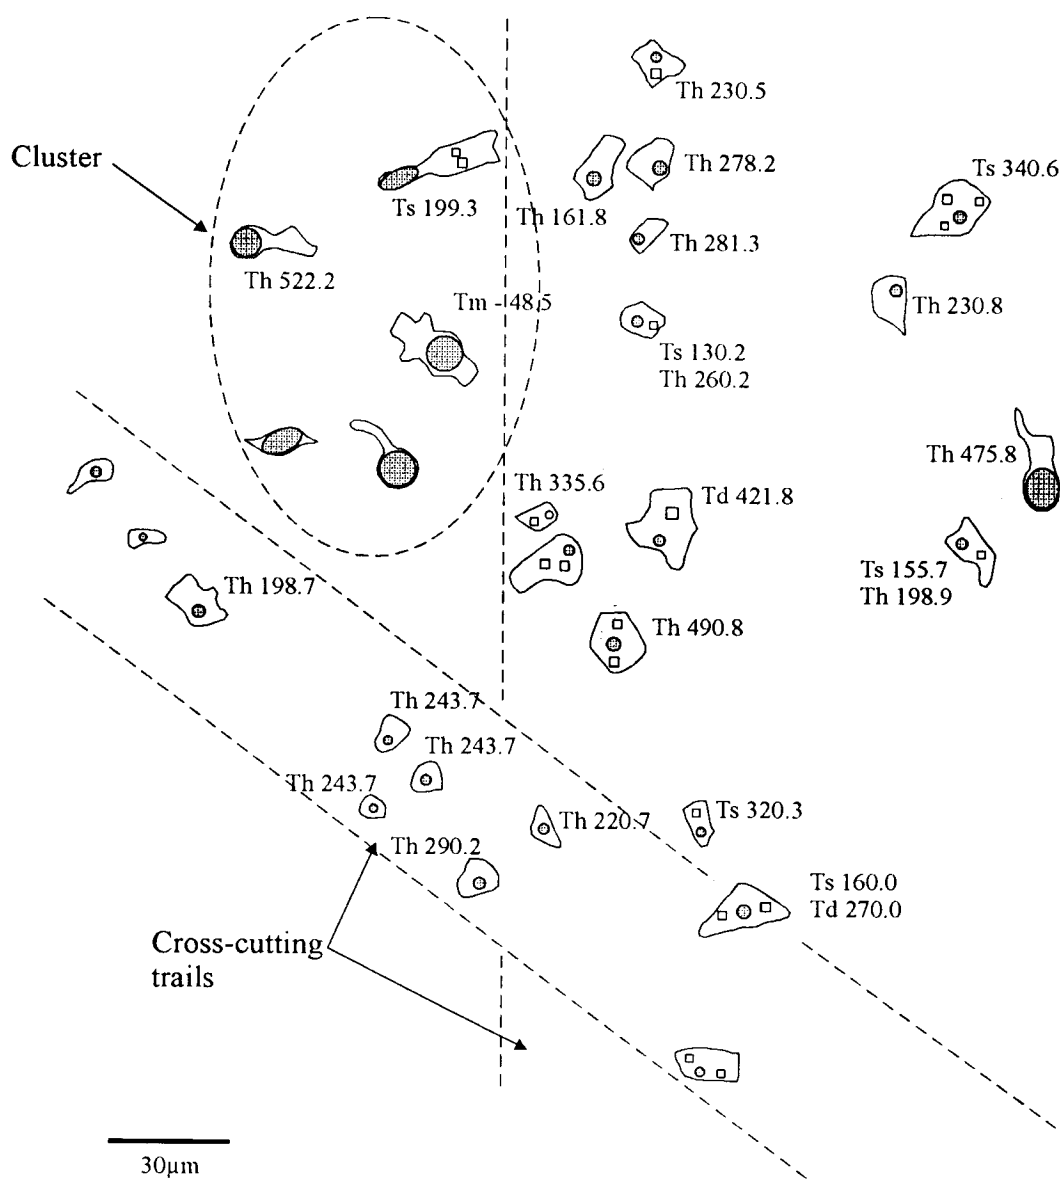 Th 230.5
Cluster
Th 278.2
Ts 340.6
Ts 199.3
Th 161.8
Th 281.3
Th 522.2
Tm -48.5
Th 230.8
Ts 130.2
Th 260.2
Th 475.8
Th 335.6
Td 421.8
Ts 155.7
Th 198.9
Th 198.7
Th 490.8
Th 243.7
Th 243.7
Th 243.7
Ts 320.3
Th 220.7
Th 290.2
Ts 160.0
Td 270.0
Cross-cutting
trails
30µm